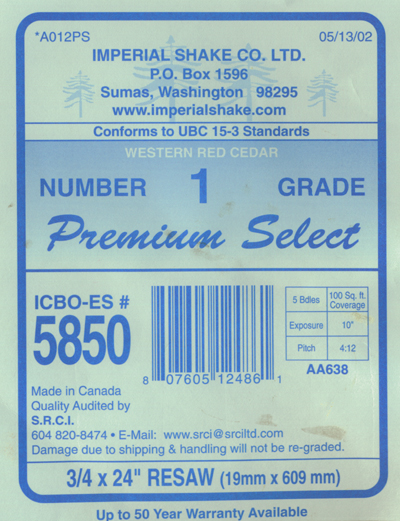 *A012PS 05/13/02
IMPERIAL SHAKE CO. LTD.
P.O. Box 1596
Sumas, Washington 98295
www.imperialshake.com
Conforms to UBC 15-3 Standards
WESTERN RED CEDAR
NUMBER 1 GRADE
Premium Select
ICBO-ES #
5850
8 07605 12486 1
5 Bdles 100 Sq. ft. Coverage
Exposure 10"
Pitch 4:12
AA638
Made in Canada
Quality Audited by
S.R.C.I.
604 820-8474 • E-Mail: www.srci@srciltd.com
Damage due to shipping & handling will not be re-graded.
3/4 x 24" RESAW (19mm x 609 mm)
Up to 50 Year Warranty Available